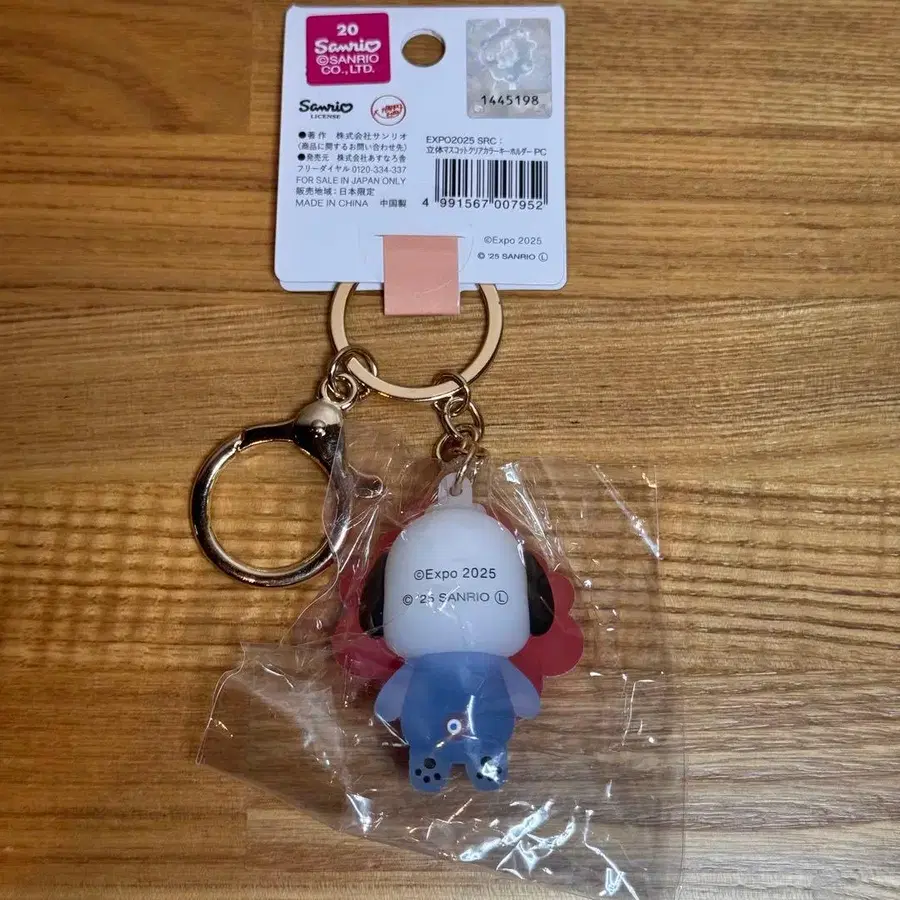 20
Sanrio
©SANRIO
CO., LTD.
1445198
Sanrio
LICENSE
●著作 株式会社サンリオ
(商品に関するお問い合わせ先)
●発売元 株式会社あすなろ舎
フリーダイヤル 0120-334-337
FOR SALE IN JAPAN ONLY
販売地域:日本限定
MADE IN CHINA 中国製
EXPO2025 SRC:
立体マスコットクリアカラーキーホルダー PC
4 991567 007952
©Expo 2025
© '25 SANRIO Ⓛ
©Expo 2025
© '25 SANRIO Ⓛ